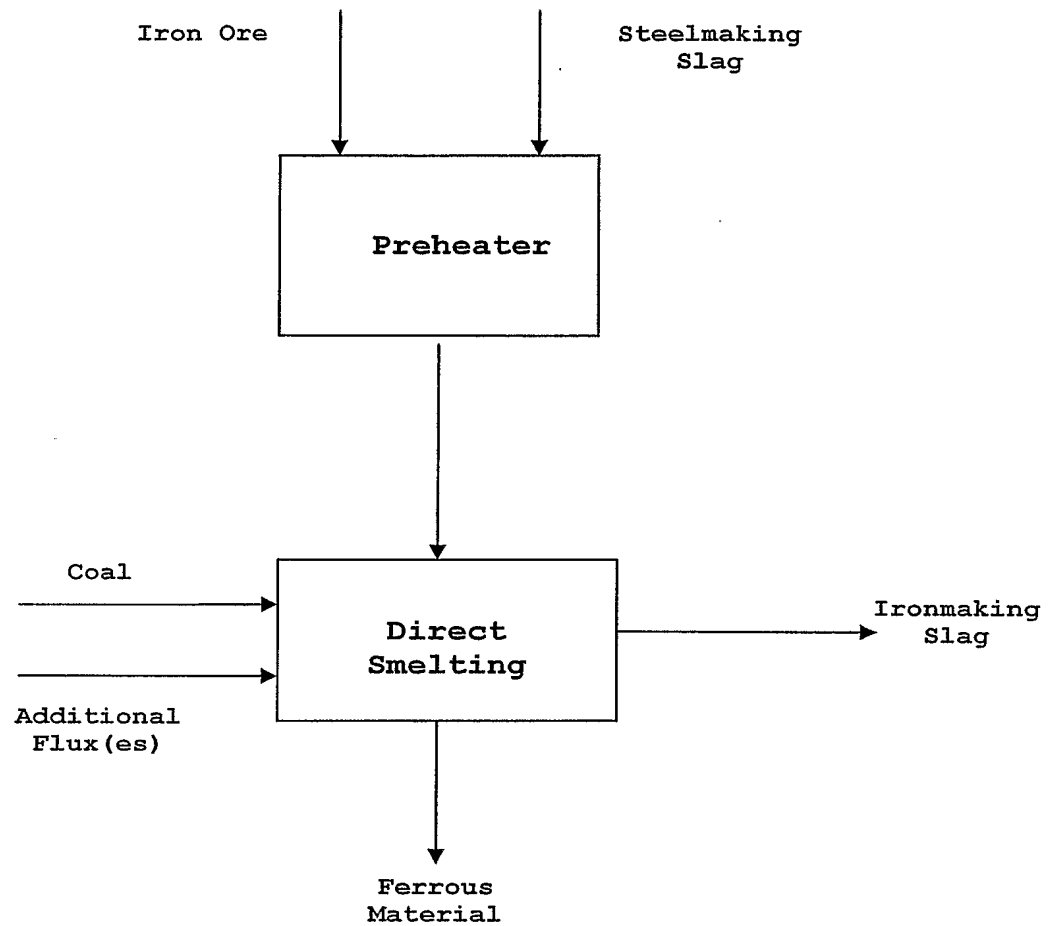 Iron Ore
Steelmaking
Slag
Preheater
Coal
Direct
Smelting
Ironmaking
Slag
Additional
Flux(es)
Ferrous
Material